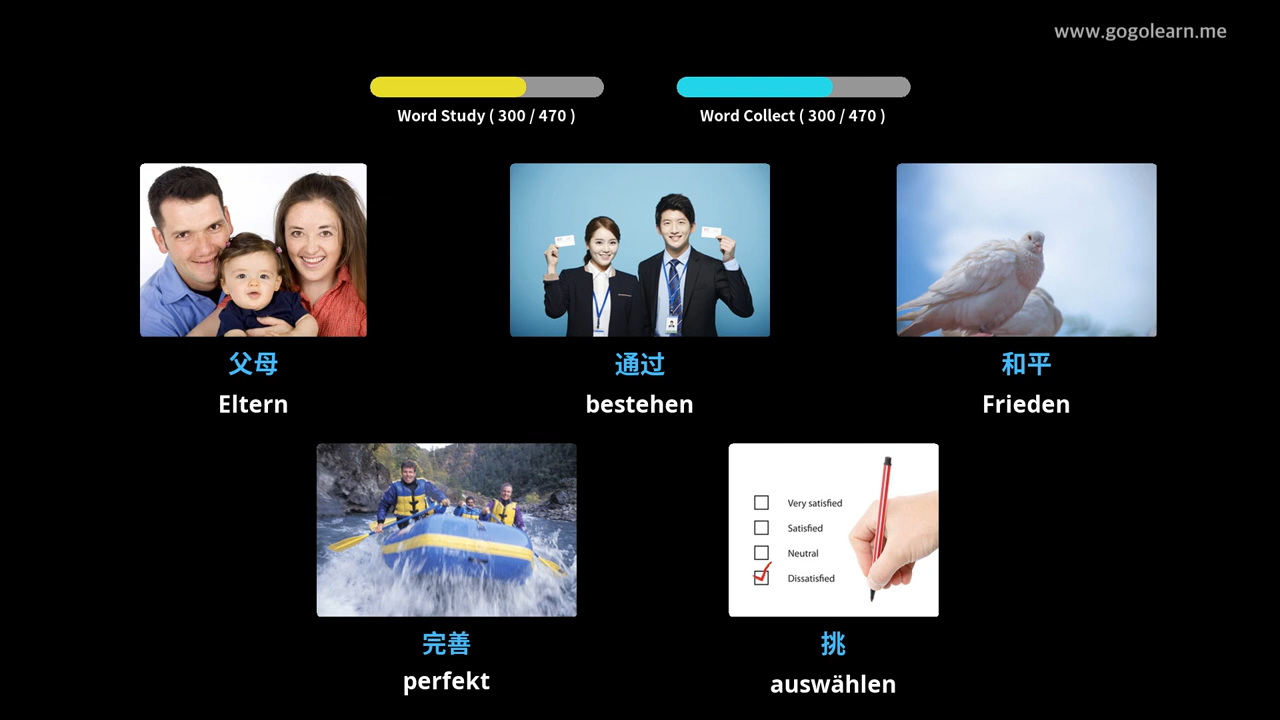 www.gogolearn.me
Word Study ( 300 / 470 )
Word Collect ( 300 / 470 )
父母
Eltern
通过
bestehen
和平
Frieden
Very satisfied
Satisfied
Neutral
Dissatisfied
完善
perfekt
挑
auswählen